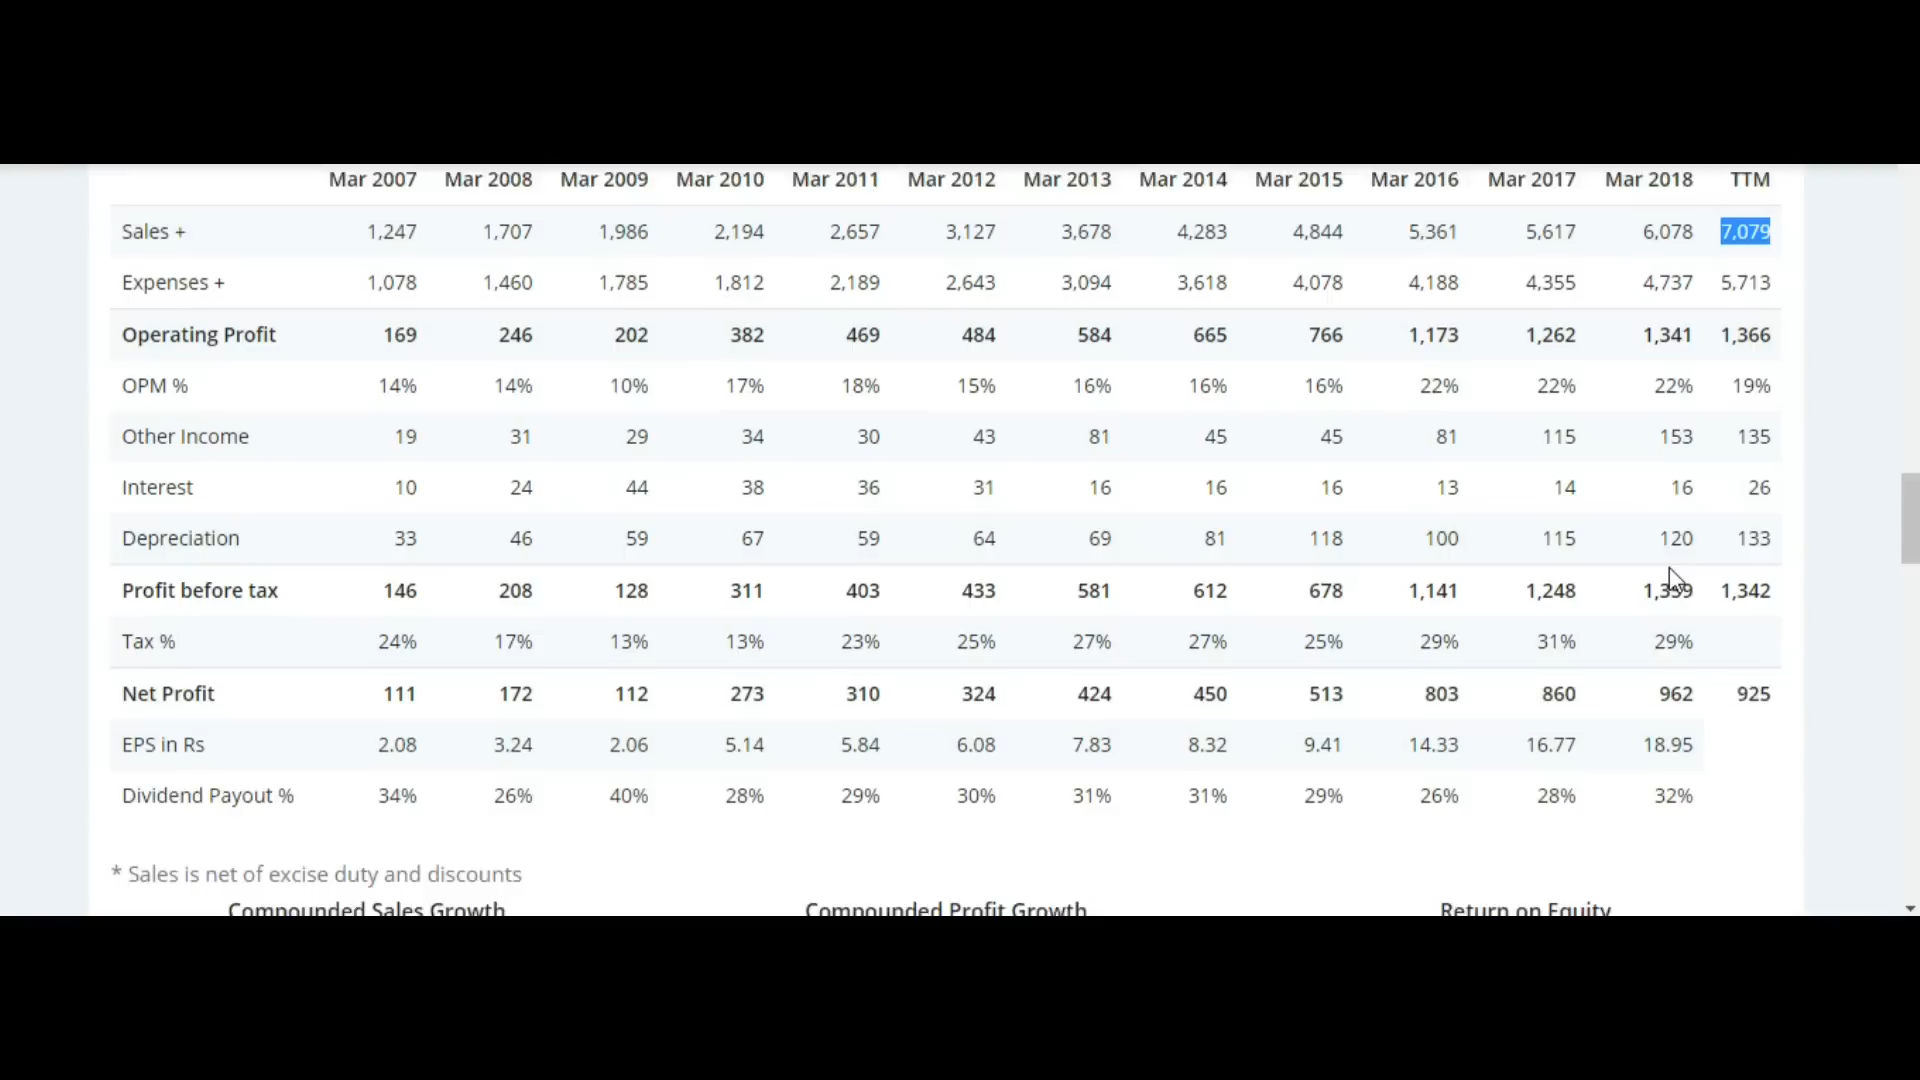 Mar 2007 Mar 2008 Mar 2009 Mar 2010 Mar 2011 Mar 2012 Mar 2013 Mar 2014 Mar 2015 Mar 2016 Mar 2017 Mar 2018 TTM
Sales + 1,247 1,707 1,986 2,194 2,657 3,127 3,678 4,283 4,844 5,361 5,617 6,078 7,079
Expenses + 1,078 1,460 1,785 1,812 2,189 2,643 3,094 3,618 4,078 4,188 4,355 4,737 5,713
Operating Profit 169 246 202 382 469 484 584 665 766 1,173 1,262 1,341 1,366
OPM % 14% 14% 10% 17% 18% 15% 16% 16% 16% 22% 22% 22% 19%
Other Income 19 31 29 34 30 43 81 45 45 81 115 153 135
Interest 10 24 44 38 36 31 16 16 16 13 14 16 26
Depreciation 33 46 59 67 59 64 69 81 118 100 115 120 133
Profit before tax 146 208 128 311 403 433 581 612 678 1,141 1,248 1,359 1,342
Tax % 24% 17% 13% 13% 23% 25% 27% 27% 25% 29% 31% 29%
Net Profit 111 172 112 273 310 324 424 450 513 803 860 962 925
EPS in Rs 2.08 3.24 2.06 5.14 5.84 6.08 7.83 8.32 9.41 14.33 16.77 18.95
Dividend Payout % 34% 26% 40% 28% 29% 30% 31% 31% 29% 26% 28% 32%
* Sales is net of excise duty and discounts
Compounded Sales Growth Compounded Profit Growth Return on Equity